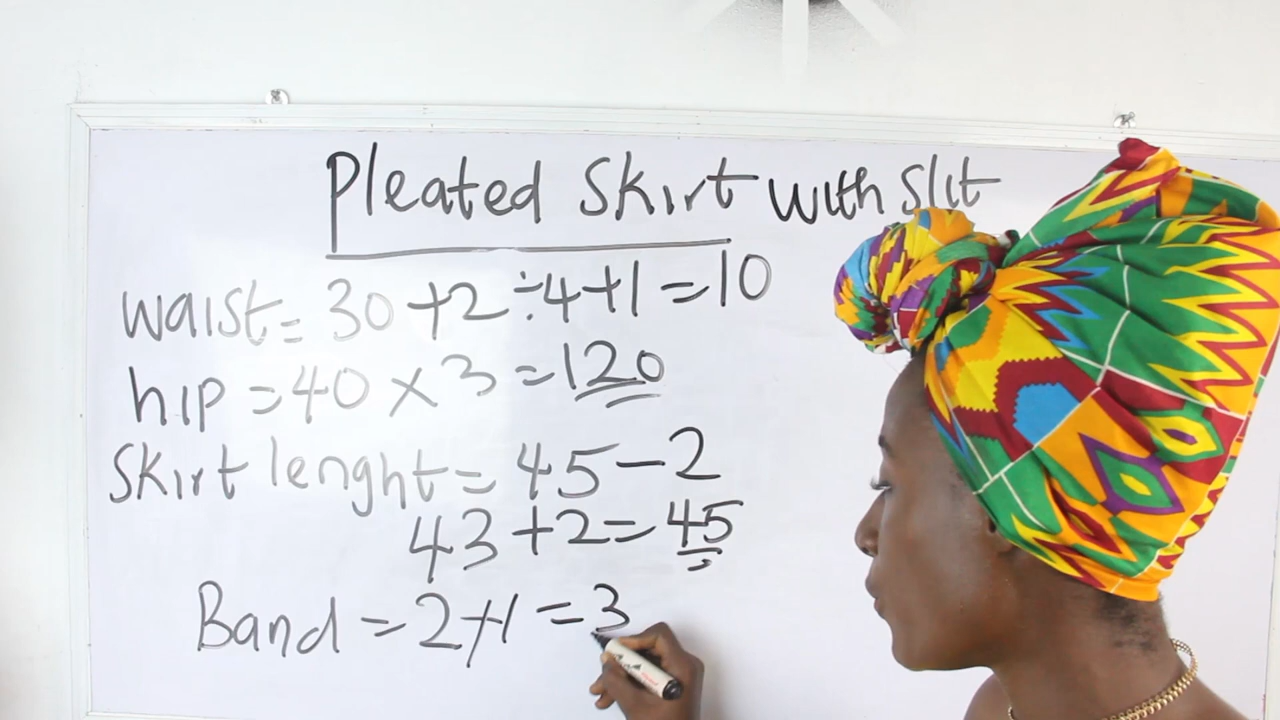 Pleated Skirt with Slit
waist = 30 + 2 ÷ 4 + 1 = 10
hip = 40 × 3 = 120
Skirt lenght = 45 - 2
43 + 2 = 45
Band = 2 + 1 = 3